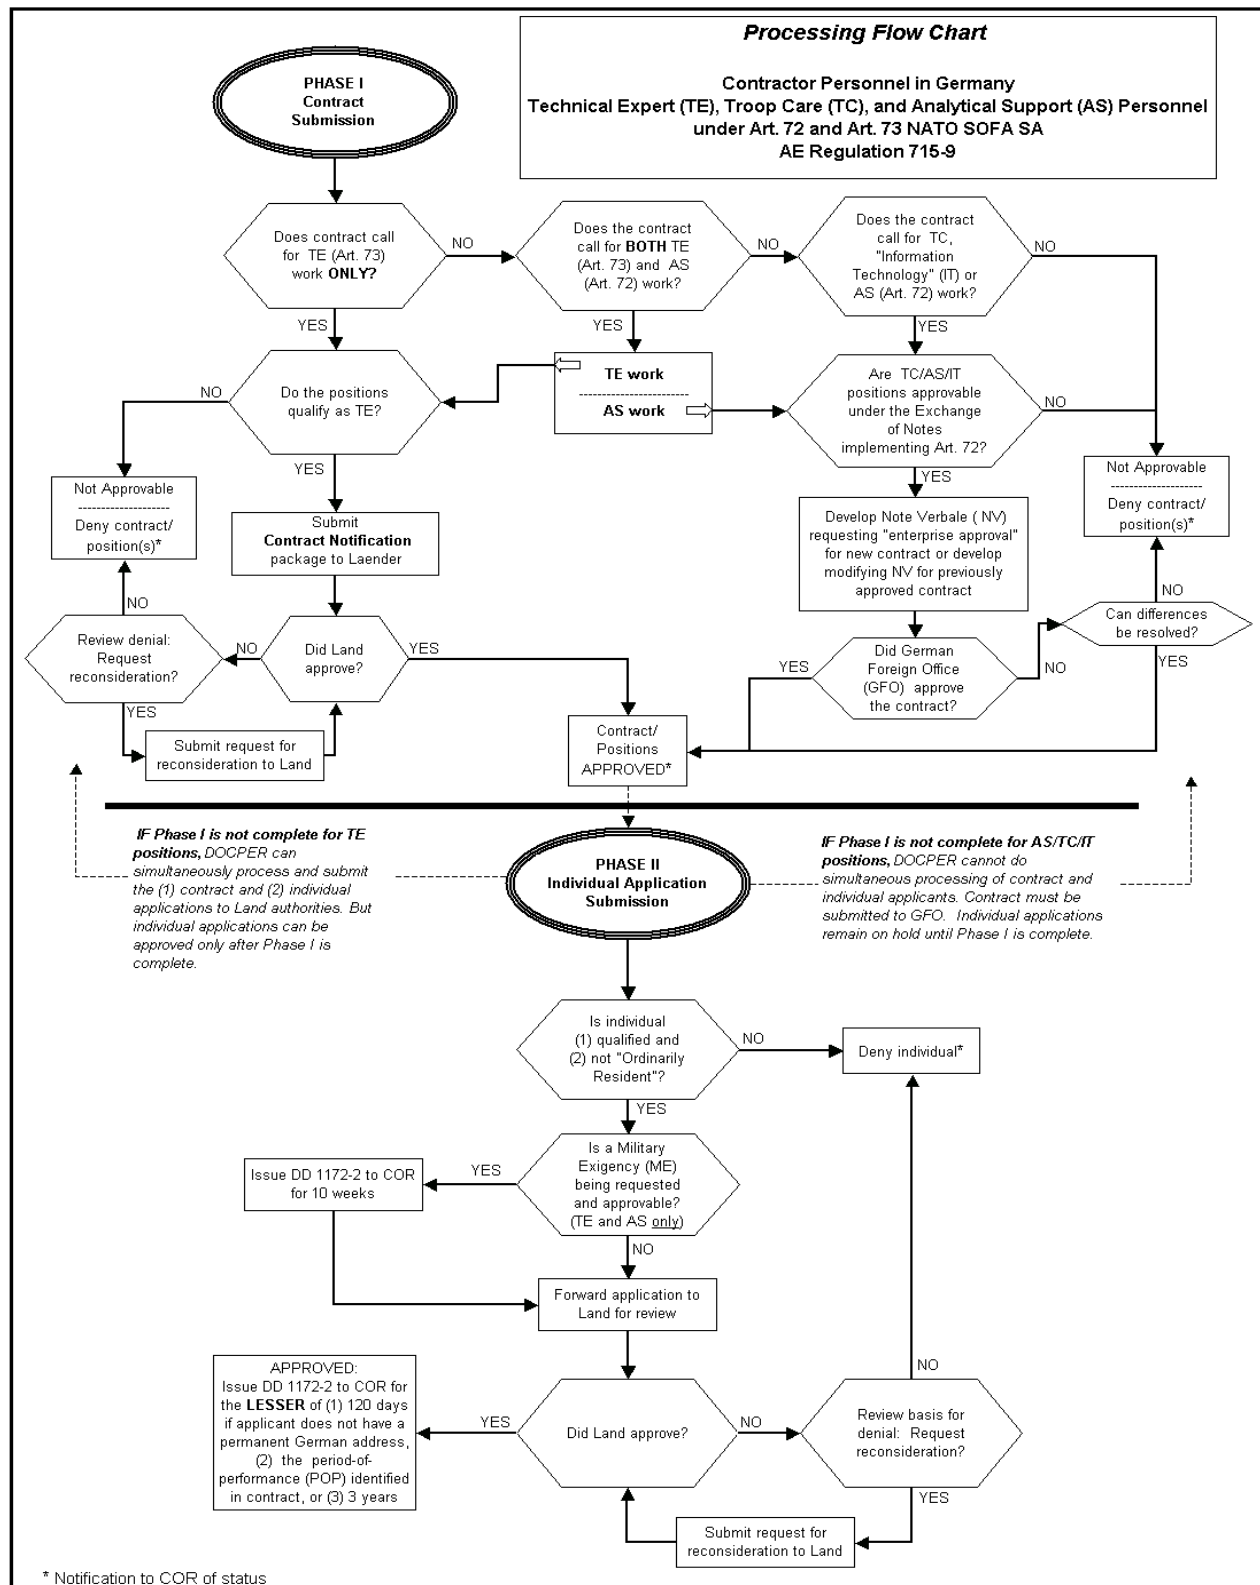 Processing Flow Chart
Contractor Personnel in Germany
Technical Expert (TE), Troop Care (TC), and Analytical Support (AS) Personnel
under Art. 72 and Art. 73 NATO SOFA SA
AE Regulation 715-9
PHASE I
Contract
Submission
Does contract call
for TE (Art. 73)
work ONLY?
NO
YES
Does the contract
call for BOTH TE
(Art. 73) and AS
(Art. 72) work?
NO
YES
Does the contract
call for TC,
"Information
Technology" (IT) or
AS (Art. 72) work?
NO
YES
Do the positions
qualify as TE?
NO
YES
TE work
----------------------
AS work
Are TC/AS/IT
positions approvable
under the Exchange
of Notes
implementing Art. 72?
NO
YES
Not Approvable
---------------------
Deny contract/
position(s)*
Submit
Contract Notification
package to Laender
Develop Note Verbale ( NV)
requesting "enterprise approval"
for new contract or develop
modifying NV for previously
approved contract
Not Approvable
---------------------
Deny contract/
position(s)*
NO
Review denial:
Request
reconsideration?
YES
NO
Did Land
approve?
YES
YES
Did German
Foreign Office
(GFO) approve
the contract?
NO
NO
Can differences
be resolved?
YES
Submit request for
reconsideration to Land
Contract/
Positions
APPROVED*
IF Phase I is not complete for TE
positions, DOCPER can
simultaneously process and submit
the (1) contract and (2) individual
applications to Land authorities. But
individual applications can be
approved only after Phase I is
complete.
PHASE II
Individual Application
Submission
IF Phase I is not complete for AS/TC/IT
positions, DOCPER cannot do
simultaneous processing of contract and
individual applicants. Contract must be
submitted to GFO. Individual applications
remain on hold until Phase I is complete.
Is individual
(1) qualified and
(2) not "Ordinarily
Resident"?
NO
YES
Deny individual*
Is a Military
Exigency (ME)
being requested
and approvable?
(TE and AS only)
YES
NO
Issue DD 1172-2 to COR
for 10 weeks
Forward application to
Land for review
APPROVED:
Issue DD 1172-2 to COR for
the LESSER of (1) 120 days
if applicant does not have a
permanent German address,
(2) the period-of-
performance (POP) identified
in contract, or (3) 3 years
YES
Did Land approve?
NO
NO
Review basis for
denial: Request
reconsideration?
YES
Submit request for
reconsideration to Land
* Notification to COR of status